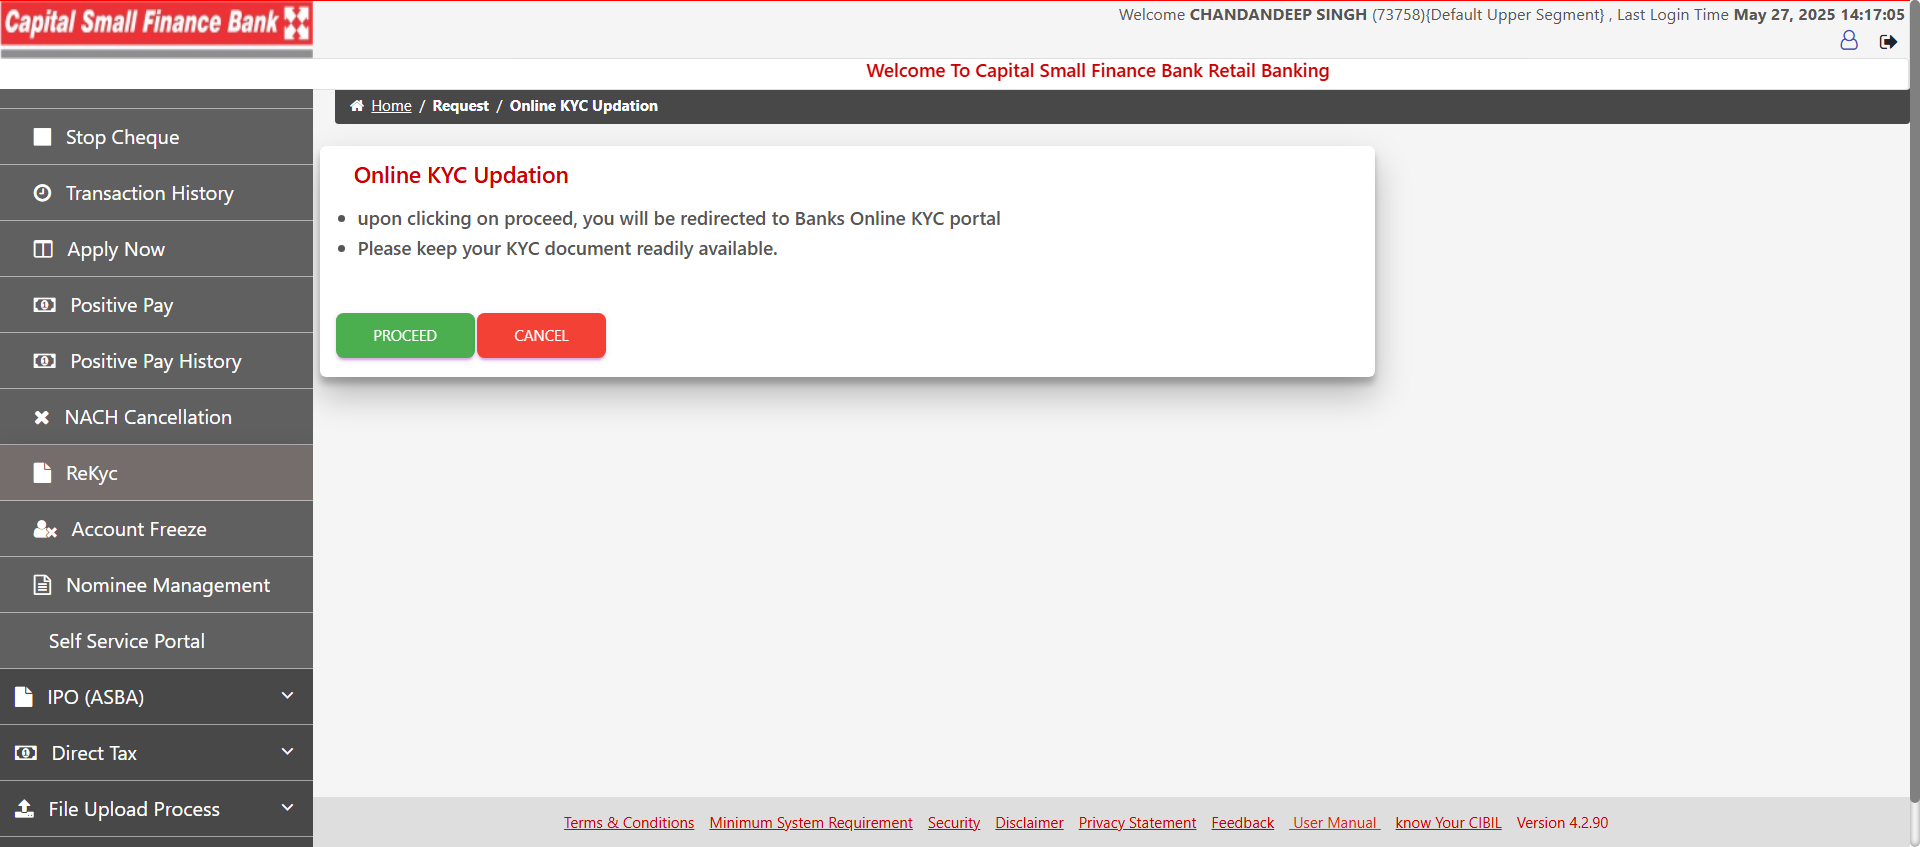 Capital Small Finance Bank
Welcome CHANDANDEEP SINGH (73758){Default Upper Segment} , Last Login Time May 27, 2025 14:17:05
Welcome To Capital Small Finance Bank Retail Banking
Home / Request / Online KYC Updation
Stop Cheque
Transaction History
Apply Now
Positive Pay
Positive Pay History
NACH Cancellation
ReKyc
Account Freeze
Nominee Management
Self Service Portal
IPO (ASBA)
Direct Tax
File Upload Process
Online KYC Updation
• upon clicking on proceed, you will be redirected to Banks Online KYC portal
• Please keep your KYC document readily available.
PROCEED CANCEL
Terms & Conditions Minimum System Requirement Security Disclaimer Privacy Statement Feedback User Manual know Your CIBIL Version 4.2.90